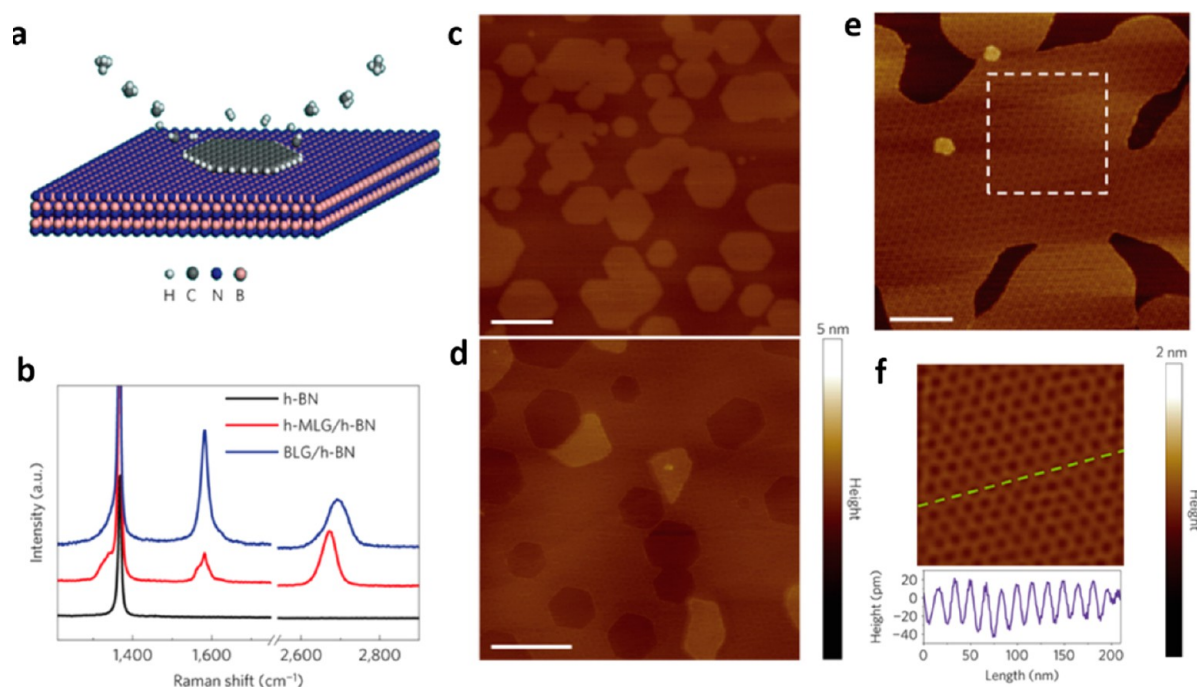 a
H C N B
b
h-BN
h-MLG/h-BN
BLG/h-BN
Intensity (a.u.)
1,400 1,600 2,600 2,800
Raman shift (cm⁻¹)
c
d
5 nm
Height
e
f
2 nm
Height
20
0
-20
-40
Height (pm)
0 50 100 150 200
Length (nm)